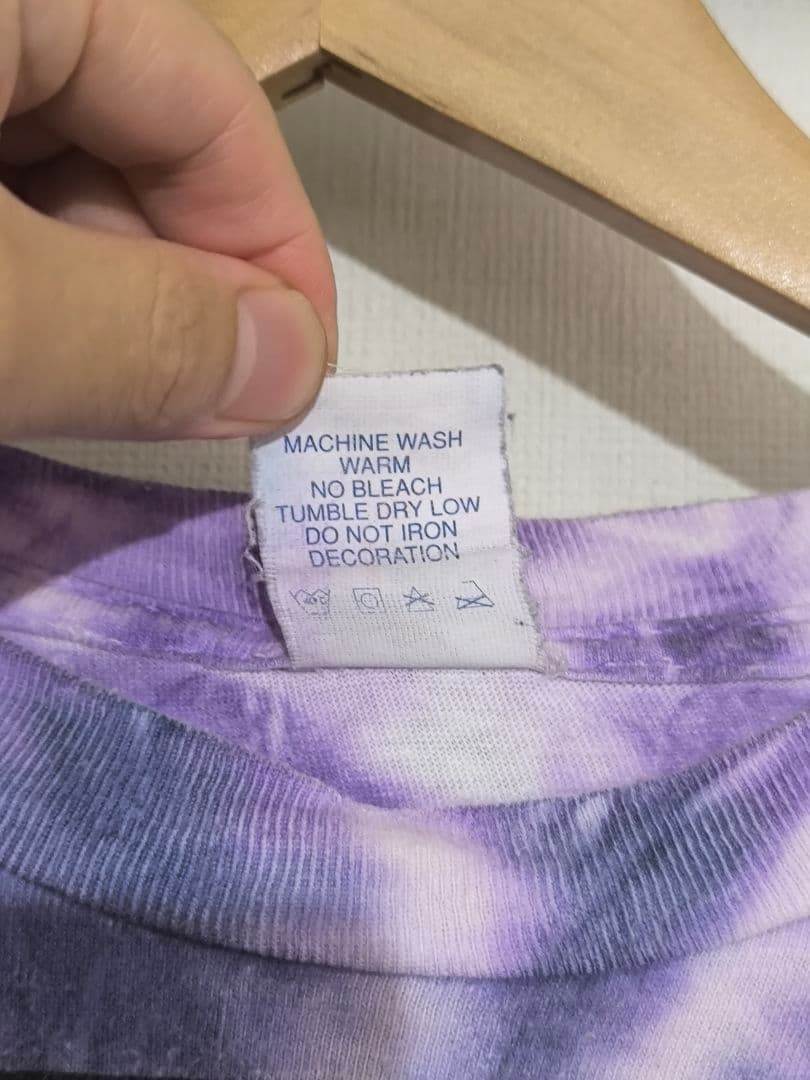 MACHINE WASH
WARM
NO BLEACH
TUMBLE DRY LOW
DO NOT IRON
DECORATION